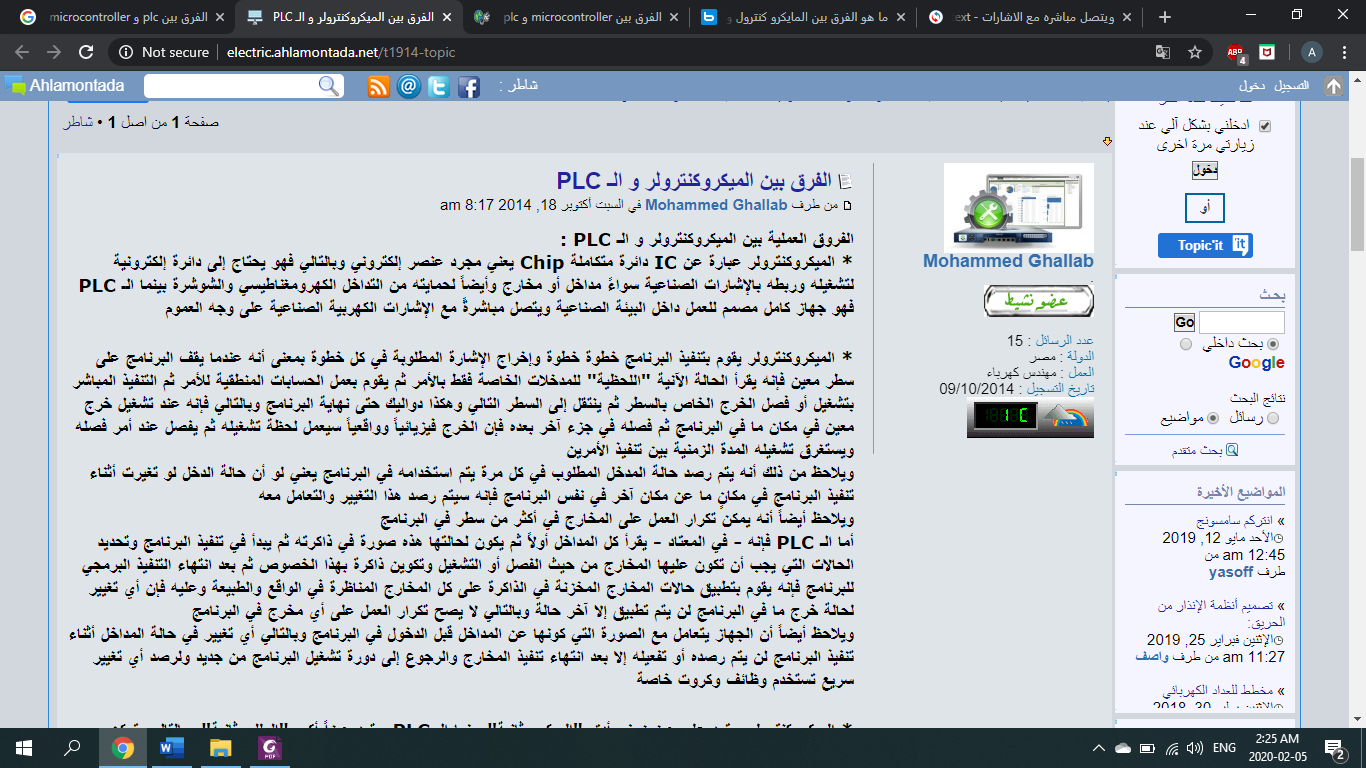 الفرق بين plc و microcontroller
الفرق بين الميكروكنترولر و الـ PLC
الفرق بين microcontroller و plc
ما هو الفرق بين المايكرو كنترول و
ويتصل مباشره مع الاشارات - ext
Not secure | electric.ahlamontada.net/t1914-topic
ABP 4
A
Ahlamontada
شاطر :
التسجيل دخول
صفحة 1 من اصل 1 • شاطر
ادخلني بشكل آلي عند
زيارتي مرة اخرى
دخول
أو
Topic'it it
بحث
Go
بحث داخلي
Google
نتائج البحث
رسائل مواضيع
بحث متقدم
المواضيع الأخيرة
» انتركم سامسونج
الأحد مايو 12, 2019
12:45 am من
طرف yasoff
» تصميم أنظمة الإنذار من
الحريق:
الإثنين فبراير 25, 2019
11:27 am من طرف واصف
» مخطط للعداد الكهربائي
Mohammed Ghallab
عضو نشيط
عدد الرسائل : 15
الدولة : مصر
العمل : مهندس كهرباء
تاريخ التسجيل : 09/10/2014
1C
الفرق بين الميكروكنترولر و الـ PLC
من طرف Mohammed Ghallab في السبت أكتوبر 18, 2014 8:17 am
الفروق العملية بين الميكروكنترولر و الـ PLC :
* الميكروكنترولر عبارة عن IC دائرة متكاملة Chip يعني مجرد عنصر إلكتروني وبالتالي فهو يحتاج إلى دائرة إلكترونية
لتشغيله وربطه بالإشارات الصناعية سواءً مداخل أو مخارج وأيضاً لحمايته من التداخل الكهرومغناطيسي والشوشرة بينما الـ PLC
فهو جهاز كامل مصمم للعمل داخل البيئة الصناعية ويتصل مباشرةً مع الإشارات الكهربية الصناعية على وجه العموم
* الميكروكنترولر يقوم بتنفيذ البرنامج خطوة خطوة وإخراج الإشارة المطلوبة في كل خطوة بمعنى أنه عندما يقف البرنامج على
سطر معين فإنه يقرأ الحالة الآنية "اللحظية" للمدخلات الخاصة فقط بالأمر ثم يقوم بعمل الحسابات المنطقية للأمر ثم التنفيذ المباشر
بتشغيل أو فصل الخرج الخاص بالسطر ثم ينتقل إلى السطر التالي وهكذا دواليك حتى نهاية البرنامج وبالتالي فإنه عند تشغيل خرج
معين في مكان ما في البرنامج ثم فصله في جزء آخر بعده فإن الخرج فيزيائياً وواقعياً سيعمل لحظة تشغيله ثم يفصل عند أمر فصله
ويستغرق تشغيله المدة الزمنية بين تنفيذ الأمرين
ويلاحظ من ذلك أنه يتم رصد حالة المدخل المطلوب في كل مرة يتم استخدامه في البرنامج يعني لو أن حالة الدخل لو تغيرت أثناء
تنفيذ البرنامج في مكانٍ ما عن مكان آخر في نفس البرنامج فإنه سيتم رصد هذا التغيير والتعامل معه
ويلاحظ أيضاً أنه يمكن تكرار العمل على المخارج في أكثر من سطر في البرنامج
أما الـ PLC فإنه - في المعتاد - يقرأ كل المداخل أولاً ثم يكون لحالتها هذه صورة في ذاكرته ثم يبدأ في تنفيذ البرنامج وتحديد
الحالات التي يجب أن تكون عليها المخارج من حيث الفصل أو التشغيل وتكوين ذاكرة بهذا الخصوص ثم بعد انتهاء التنفيذ البرمجي
للبرنامج فإنه يقوم بتطبيق حالات المخارج المخزنة في الذاكرة على كل المخارج المناظرة في الواقع والطبيعة وعليه فإن أي تغيير
لحالة خرج ما في البرنامج لن يتم تطبيق إلا آخر حالة وبالتالي لا يصح تكرار العمل على أي مخرج في البرنامج
ويلاحظ أيضاً أن الجهاز يتعامل مع الصورة التي كونها عن المداخل قبل الدخول في البرنامج وبالتالي أي تغيير في حالة المداخل أثناء
تنفيذ البرنامج لن يتم رصده أو تفعيله إلا بعد انتهاء تنفيذ المخارج والرجوع إلى دورة تشغيل البرنامج من جديد ولرصد أي تغيير
سريع تستخدم وظائف وكروت خاصة
ENG
2:25 AM
2020-02-05
2